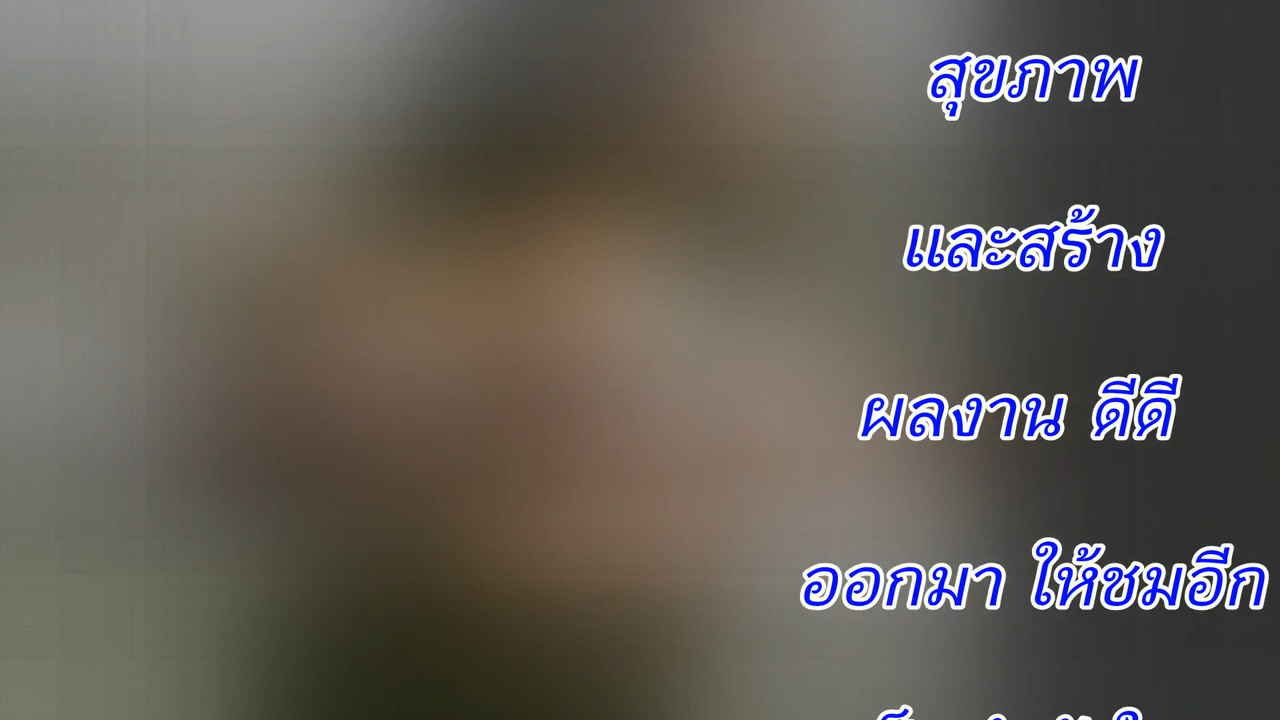 สุขภาพ
และสร้าง
ผลงาน ดีดี
ออกมา ให้ชมอีก